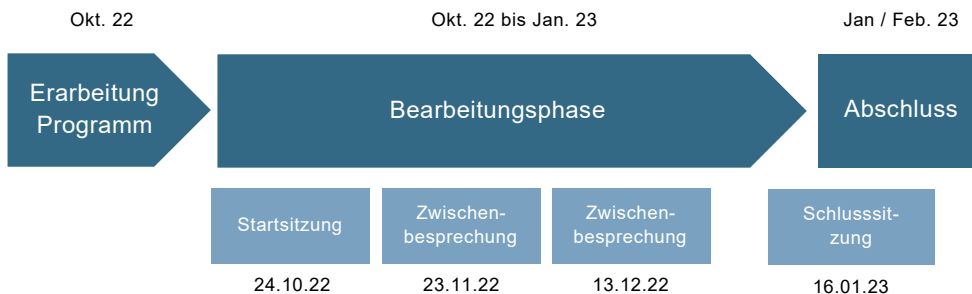 Okt. 22
Okt. 22 bis Jan. 23
Jan / Feb. 23
Erarbeitung
Programm
Bearbeitungsphase
Abschluss
Startsitzung
Zwischen-
besprechung
Zwischen-
besprechung
Schlusssit-
zung
24.10.22
23.11.22
13.12.22
16.01.23